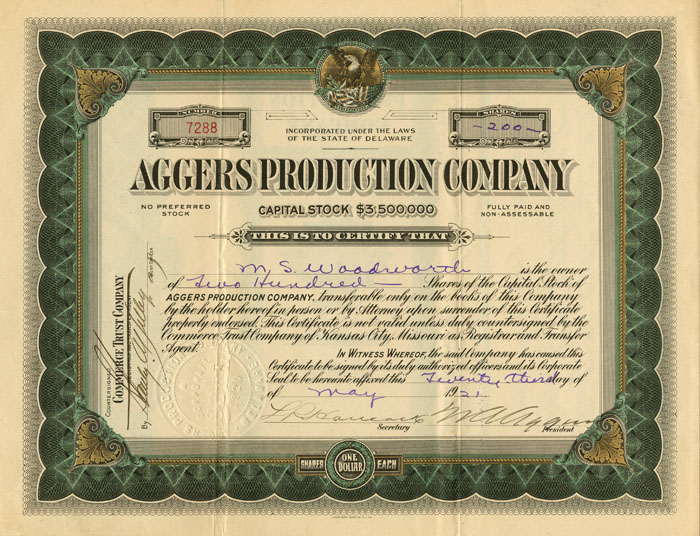 NUMBER
7288
SHARES
-200-
INCORPORATED UNDER THE LAWS
OF THE STATE OF DELAWARE
AGGERS PRODUCTION COMPANY
NO PREFERRED
STOCK
CAPITAL STOCK $3,500,000
FULLY PAID AND
NON-ASSESSABLE
THIS IS TO CERTIFY THAT
M. S. Woodworth is the owner
of Two Hundred — Shares of the Capital Stock of
AGGERS PRODUCTION COMPANY, transferable only on the books of this Company
by the holder hereof in person or by Attorney upon surrender of this Certificate
properly endorsed. This Certificate is not valid unless duly countersigned by the
Commerce Trust Company of Kansas City, Missouri as Registrar and Transfer
Agent.
IN WITNESS WHEREOF, the said Company has caused this
Certificate to be signed by its duly authorized officers and its Corporate
Seal to be hereunto affixed this Twenty third day of
of May 1921.
Secretary
President
COUNTERSIGNED
COMMERCE TRUST COMPANY
By
SHARES ONE DOLLAR EACH